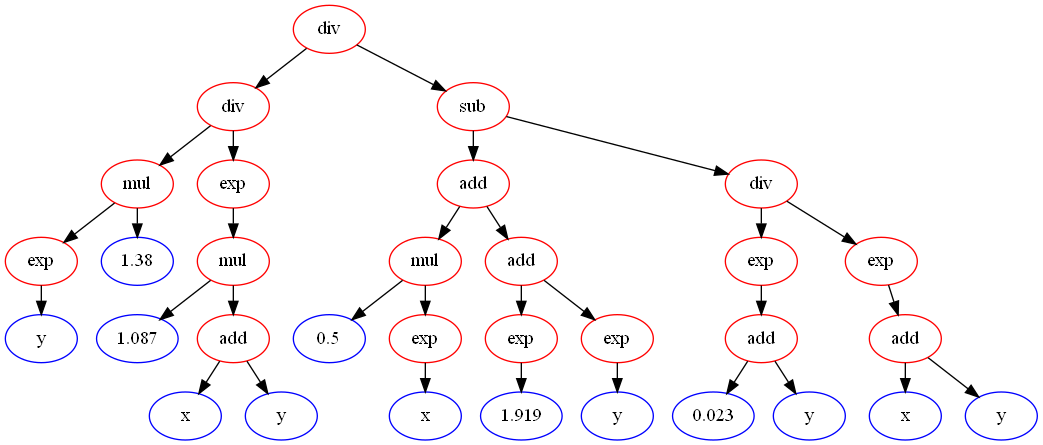 div
div sub
mul exp add div
exp 1.38 mul mul add exp exp
y 1.087 add 0.5 exp exp exp add add
x y x 1.919 y 0.023 y x y